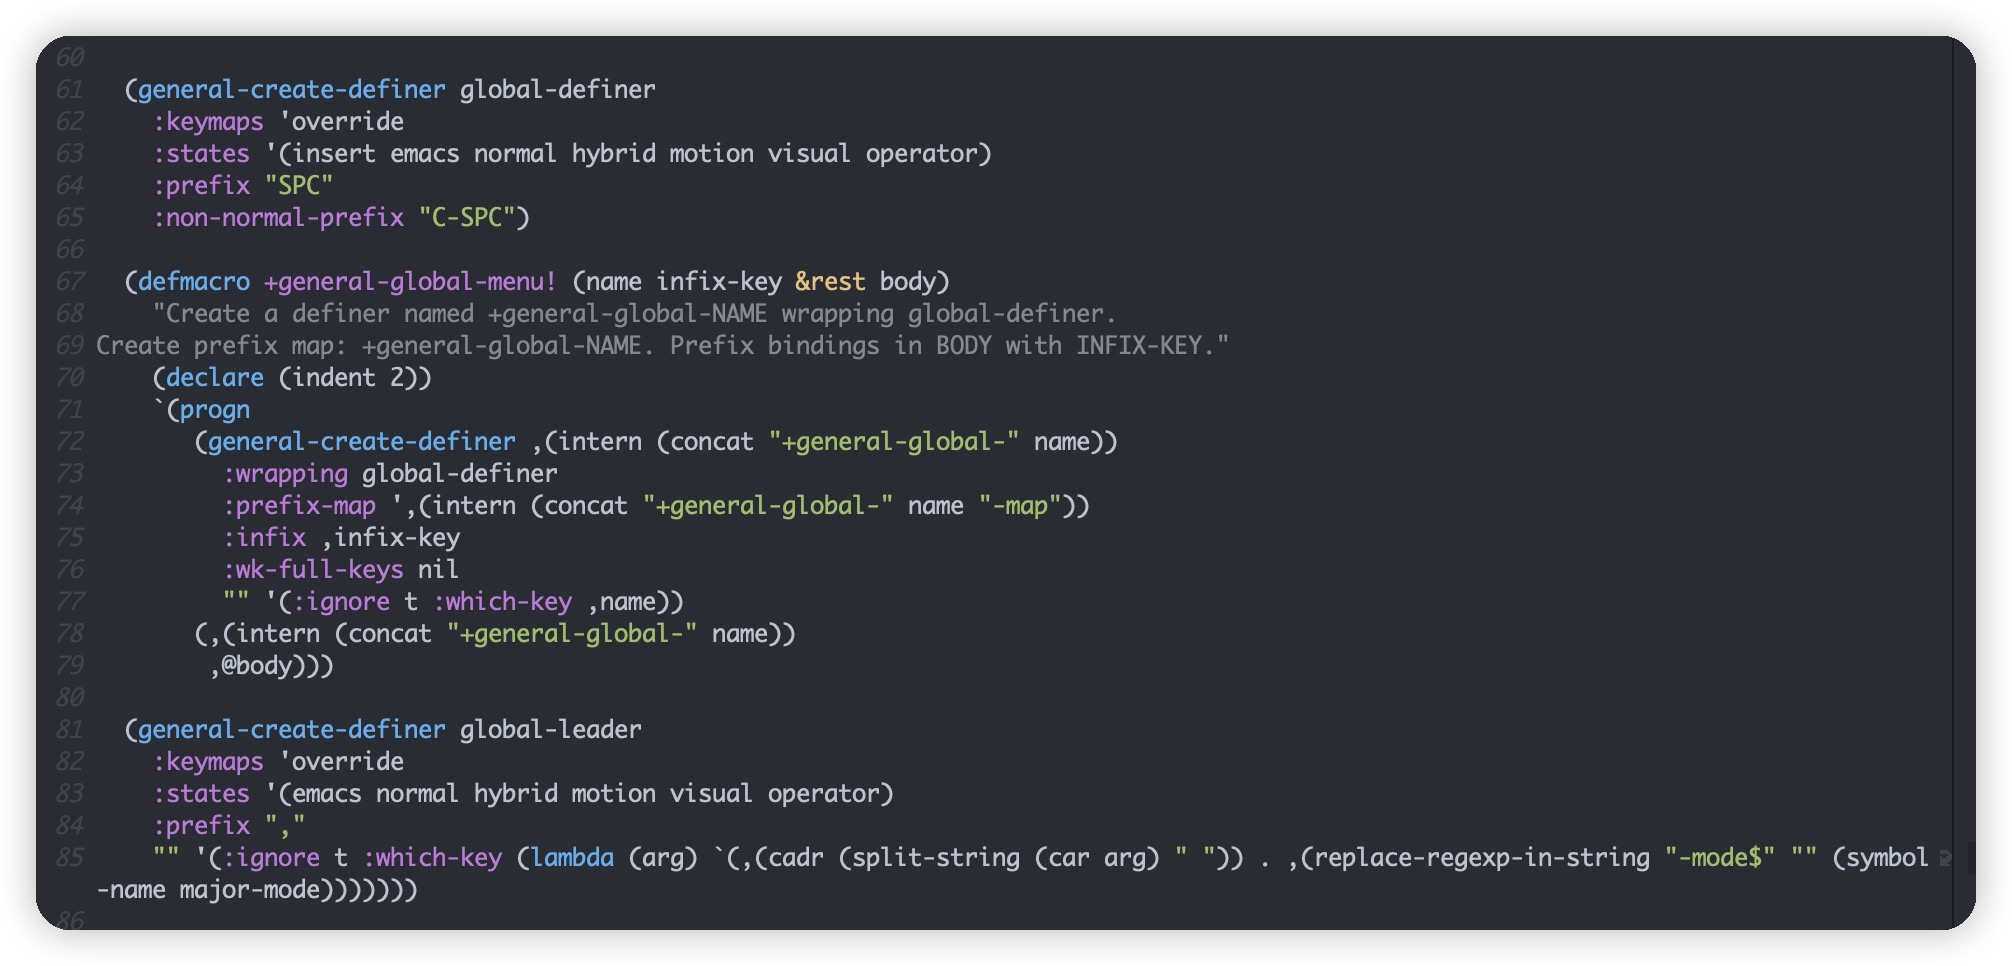 60
61   (general-create-definer global-definer
62     :keymaps 'override
63     :states '(insert emacs normal hybrid motion visual operator)
64     :prefix "SPC"
65     :non-normal-prefix "C-SPC")
66
67   (defmacro +general-global-menu! (name infix-key &rest body)
68     "Create a definer named +general-global-NAME wrapping global-definer.
69 Create prefix map: +general-global-NAME. Prefix bindings in BODY with INFIX-KEY."
70     (declare (indent 2))
71     `(progn
72        (general-create-definer ,(intern (concat "+general-global-" name))
73          :wrapping global-definer
74          :prefix-map ',(intern (concat "+general-global-" name "-map"))
75          :infix ,infix-key
76          :wk-full-keys nil
77          "" '(:ignore t :which-key ,name))
78        (,(intern (concat "+general-global-" name))
79         ,@body)))
80
81   (general-create-definer global-leader
82     :keymaps 'override
83     :states '(emacs normal hybrid motion visual operator)
84     :prefix ","
85     "" '(:ignore t :which-key (lambda (arg) `(,(cadr (split-string (car arg) " ")) . ,(replace-regexp-in-string "-mode$" "" (symbol
-name major-mode)))))))
86